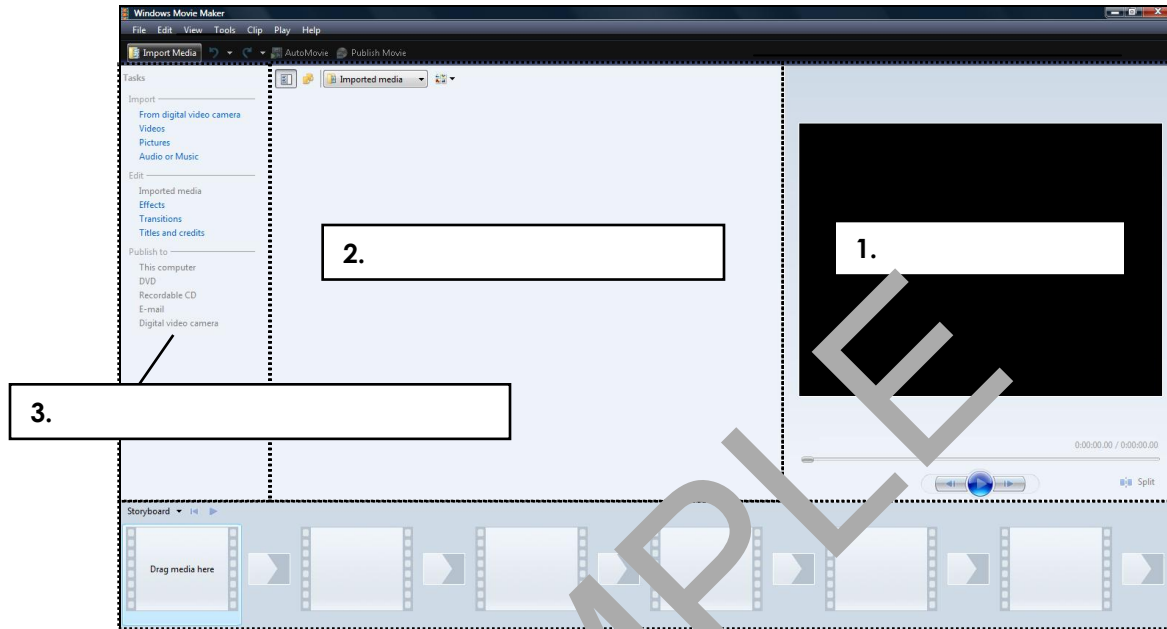 Windows Movie Maker
File Edit View Tools Clip Play Help
Import Media AutoMovie Publish Movie
Tasks
Imported media
Import
From digital video camera
Videos
Pictures
Audio or Music
Edit
Imported media
Effects
Transitions
Titles and credits
Publish to
This computer
DVD
Recordable CD
E-mail
Digital video camera
2.
1.
3.
0:00:00.00 / 0:00:00.00
Split
Storyboard
Drag media here
MPLE